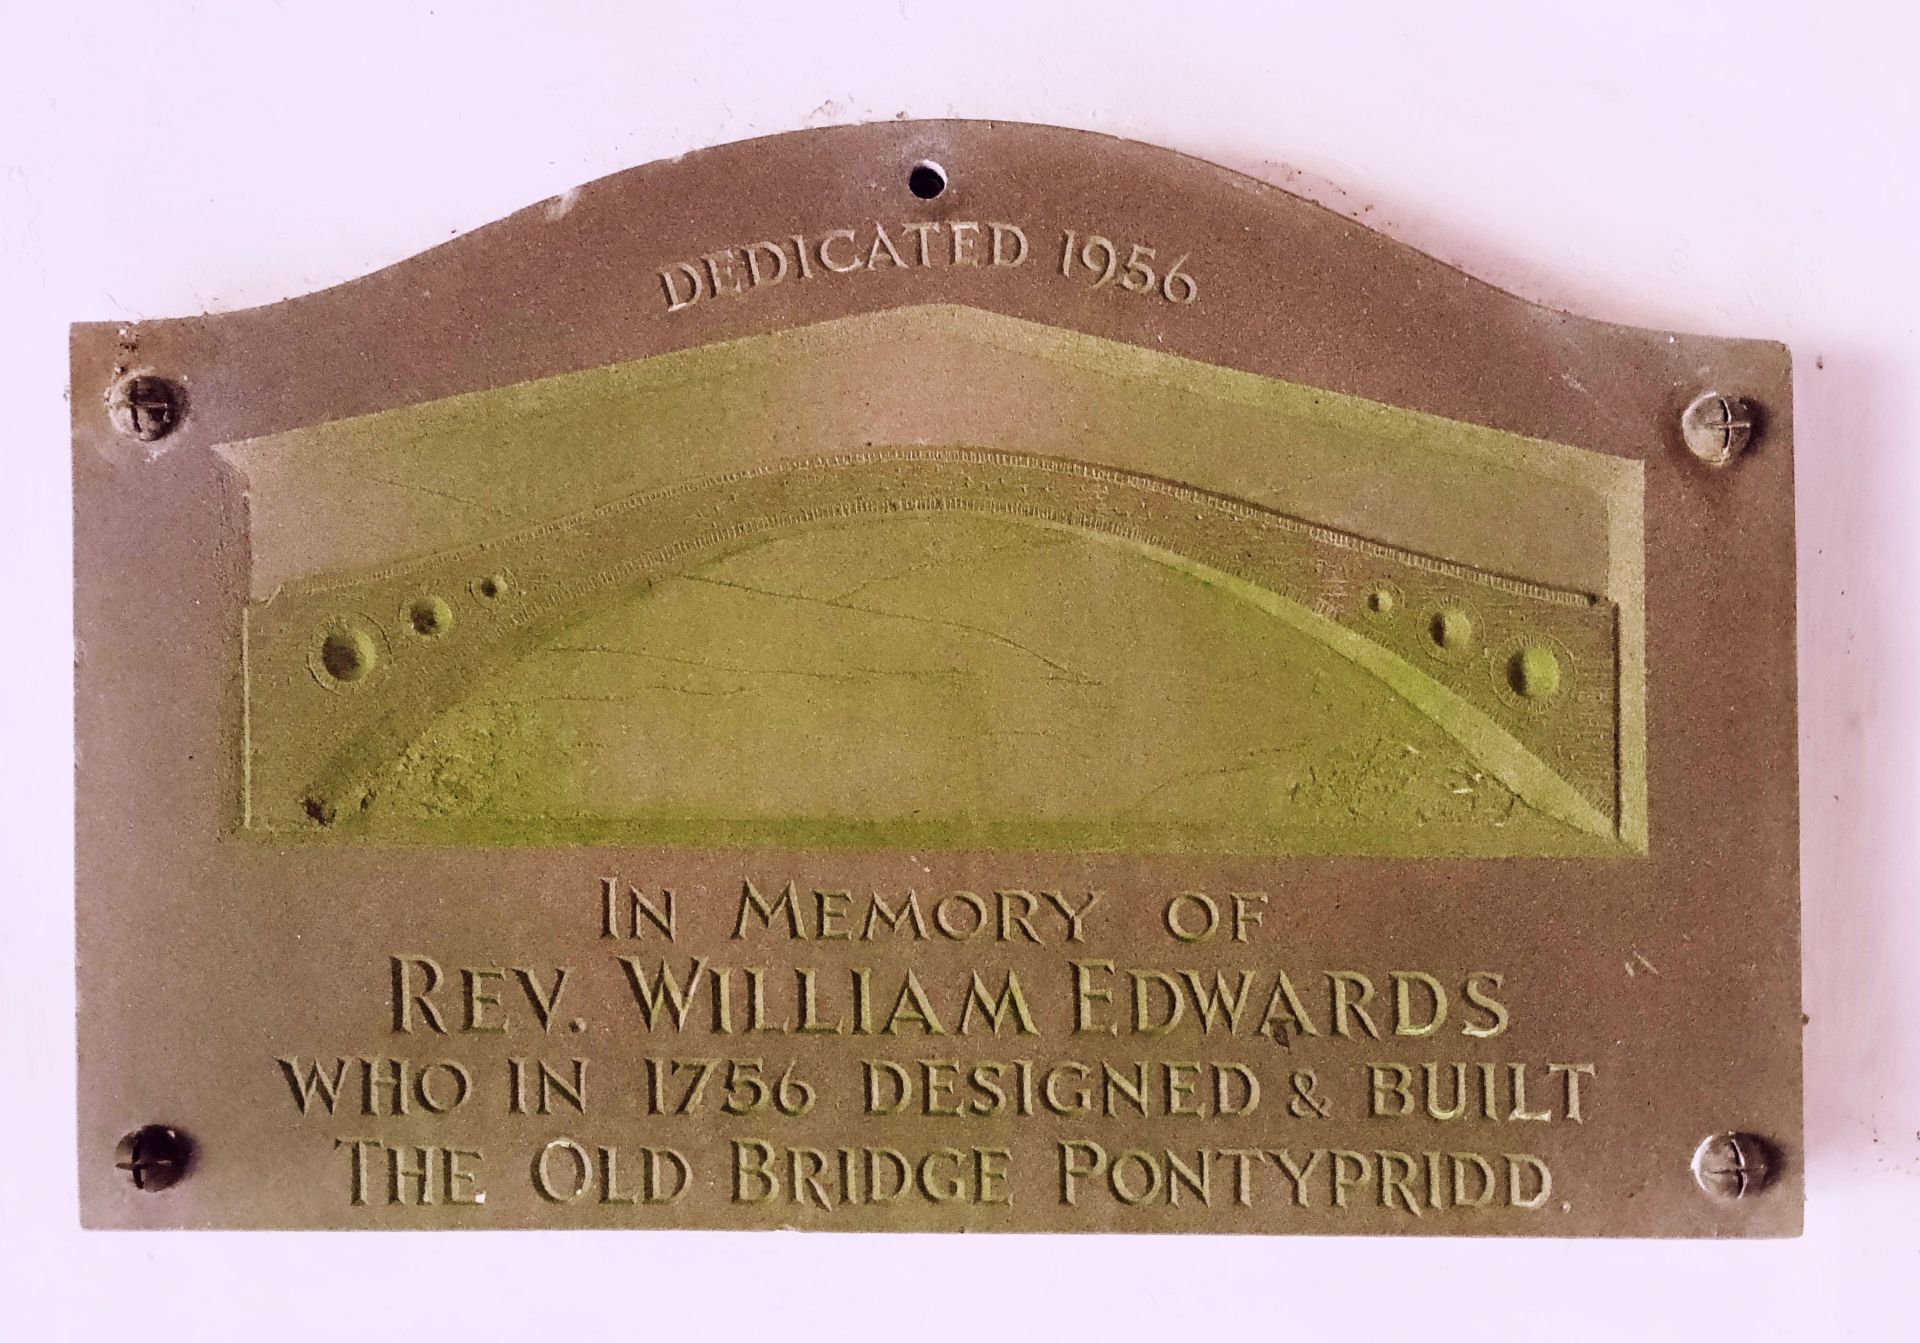 DEDICATED 1956
IN MEMORY OF
REV. WILLIAM EDWARDS
WHO IN 1756 DESIGNED & BUILT
THE OLD BRIDGE PONTYPRIDD.